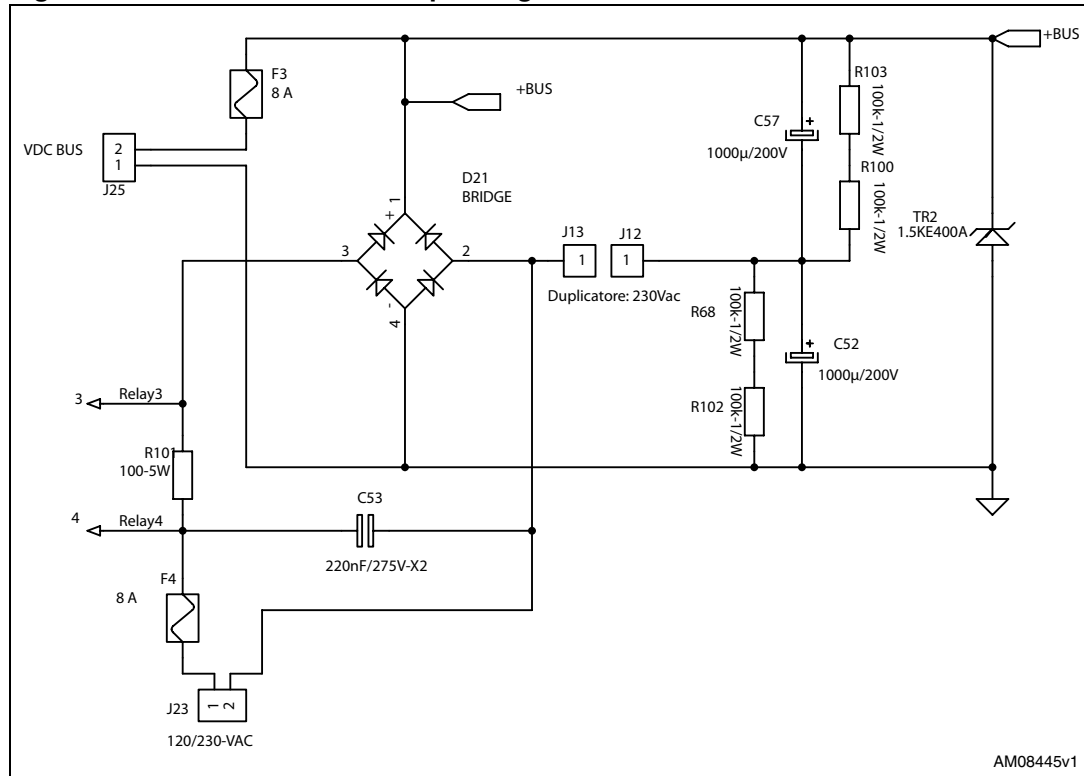 +BUS
F3
8 A
+BUS
R103
100k-1/2W
C57
1000µ/200V
VDC BUS
2
1
J25
D21
BRIDGE
R100
100k-1/2W
+ 1
3
2
- 4
J13
1
J12
1
TR2
1.5KE400A
Duplicatore: 230Vac
R68
100k-1/2W
C52
1000µ/200V
3
Relay3
R102
100k-1/2W
R101
100-5W
4
Relay4
C53
220nF/275V-X2
F4
8 A
J23
1
2
120/230-VAC
AM08445v1